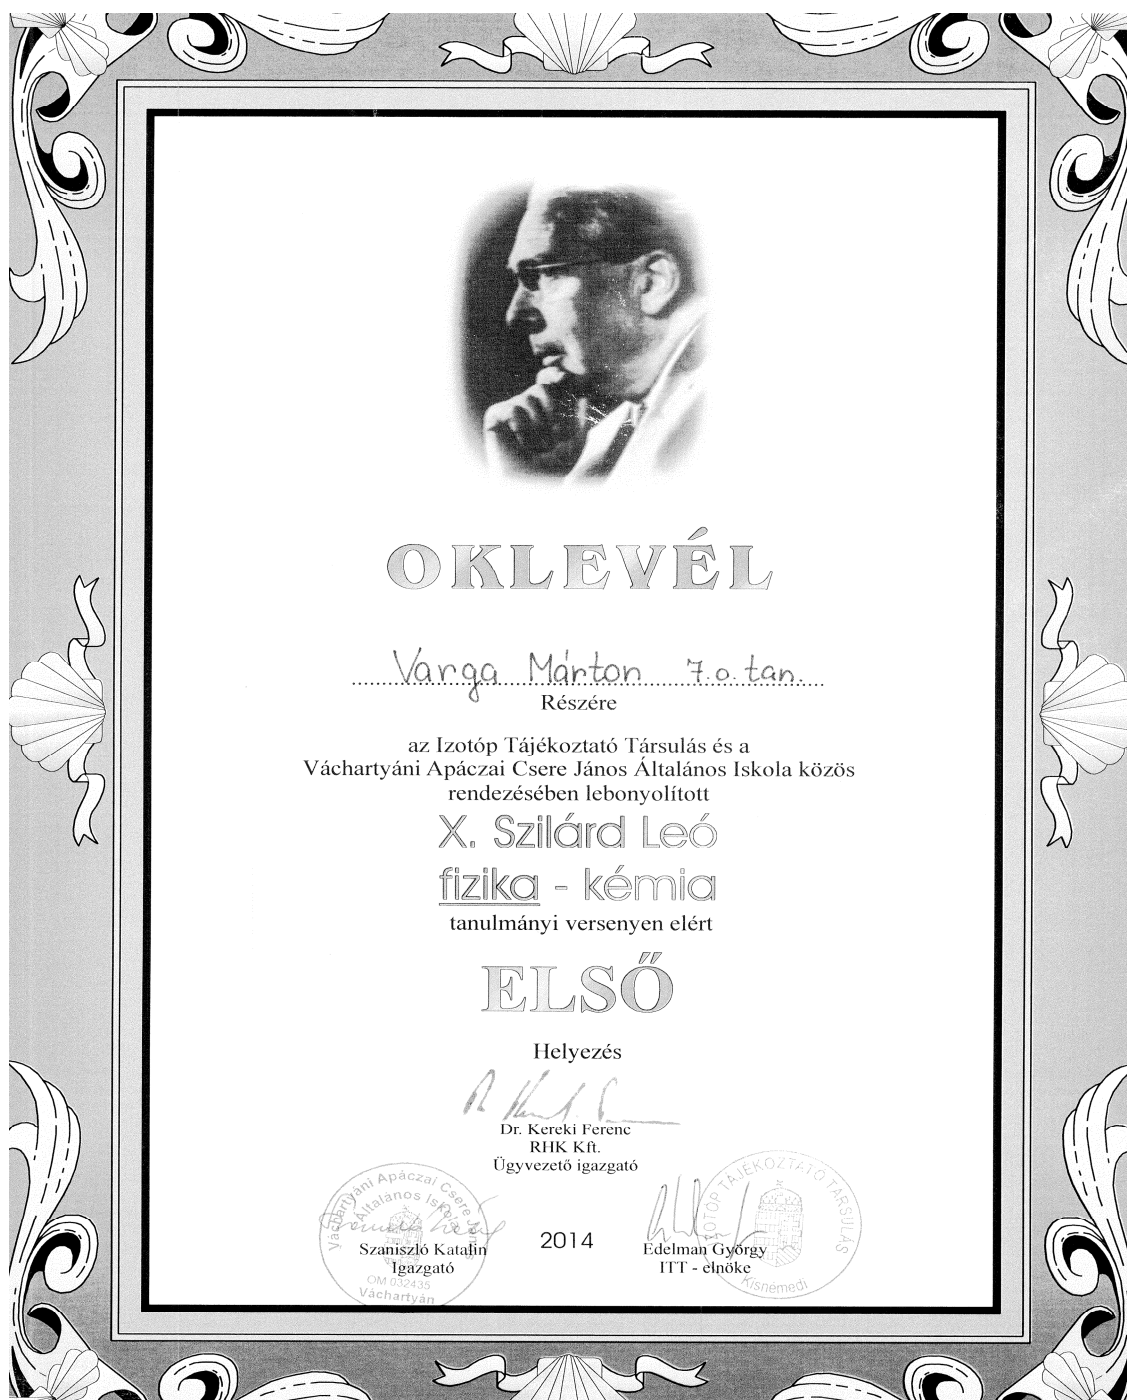 OKLEVÉL
Varga Márton 7.o. tan.
Részére
az Izotóp Tájékoztató Társulás és a
Váchartyáni Apáczai Csere János Általános Iskola közös
rendezésében lebonyolított
X. Szilárd Leó
fizika - kémia
tanulmányi versenyen elért
ELSŐ
Helyezés
Dr. Kereki Ferenc
RHK Kft.
Ügyvezető igazgató
Váchartyáni Apáczai Csere János
Általános Iskola
Szaniszló Katalin
Igazgató
OM 032435
Váchartyán
2014
IZOTÓP TÁJÉKOZTATÓ TÁRSULÁS
Edelman György
ITT - elnöke
Kisnémedi